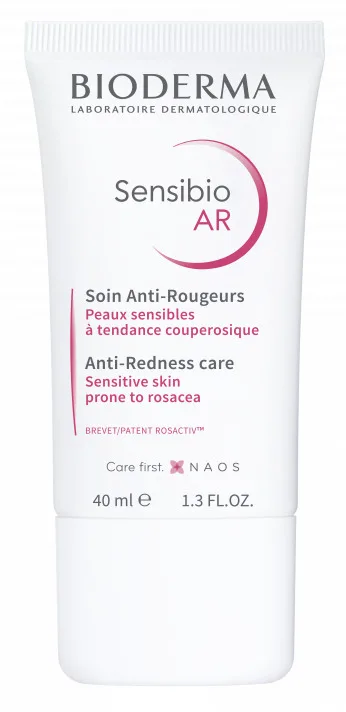 BIODERMA
LABORATOIRE DERMATOLOGIQUE
Sensibio
AR
Soin Anti-Rougeurs
Peaux sensibles
à tendance couperosique
Anti-Redness care
Sensitive skin
prone to rosacea
BREVET/PATENT ROSACTIV™
Care first. NAOS
40 ml ℮ 1.3 FL.OZ.